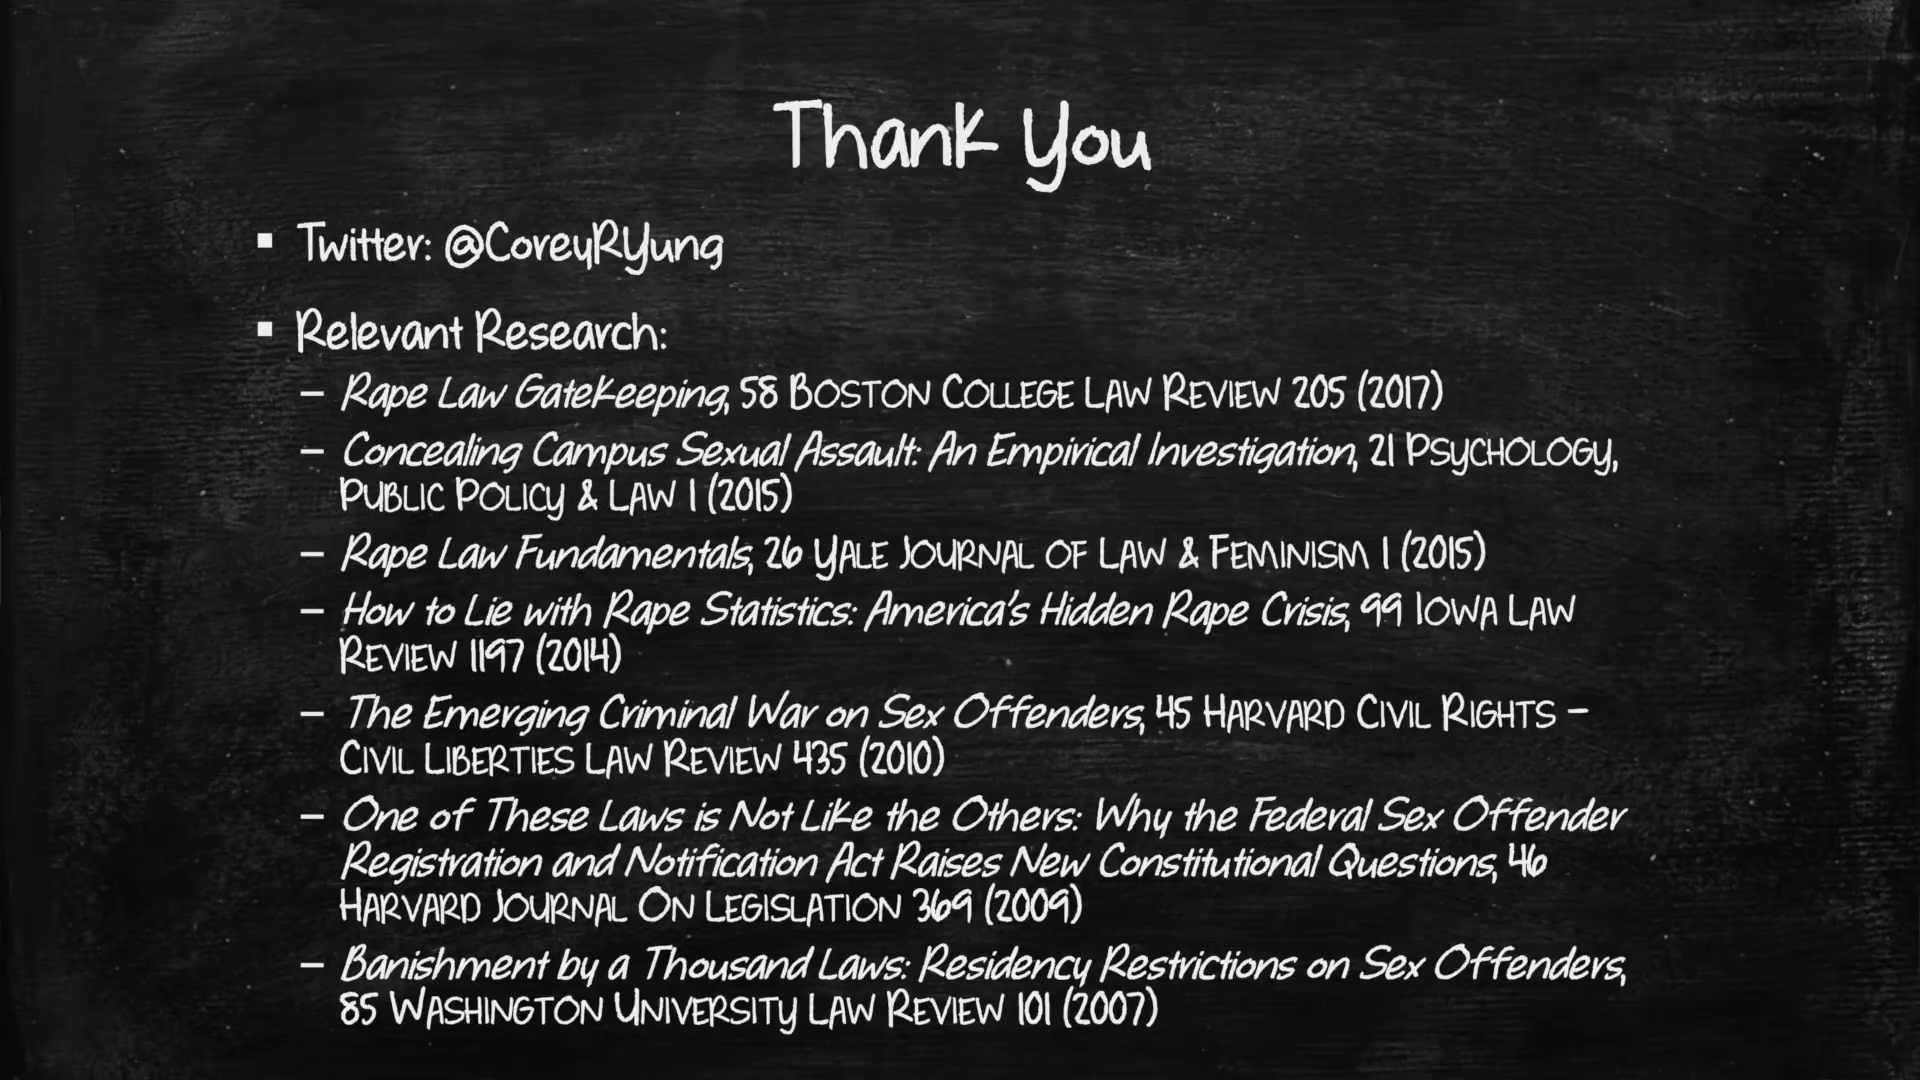 Thank You
▪ Twitter: @CoreyRYung
▪ Relevant Research:
– Rape Law Gatekeeping, 58 BOSTON COLLEGE LAW REVIEW 205 (2017)
– Concealing Campus Sexual Assault: An Empirical Investigation, 21 PSYCHOLOGY,
PUBLIC POLICY & LAW 1 (2015)
– Rape Law Fundamentals, 26 YALE JOURNAL OF LAW & FEMINISM 1 (2015)
– How to Lie with Rape Statistics: America's Hidden Rape Crisis, 99 IOWA LAW
REVIEW 1197 (2014)
– The Emerging Criminal War on Sex Offenders, 45 HARVARD CIVIL RIGHTS –
CIVIL LIBERTIES LAW REVIEW 435 (2010)
– One of These Laws is Not Like the Others: Why the Federal Sex Offender
Registration and Notification Act Raises New Constitutional Questions, 46
HARVARD JOURNAL ON LEGISLATION 369 (2009)
– Banishment by a Thousand Laws: Residency Restrictions on Sex Offenders,
85 WASHINGTON UNIVERSITY LAW REVIEW 101 (2007)